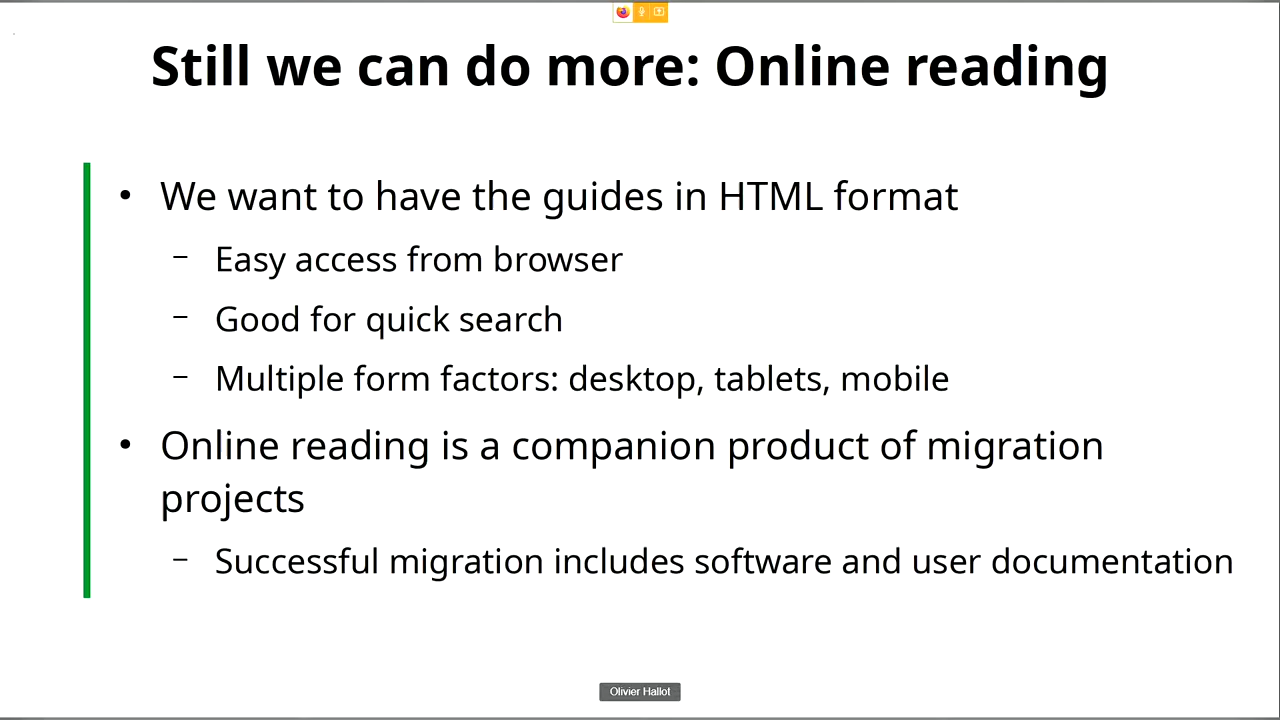 Still we can do more: Online reading
• We want to have the guides in HTML format
– Easy access from browser
– Good for quick search
– Multiple form factors: desktop, tablets, mobile
• Online reading is a companion product of migration
projects
– Successful migration includes software and user documentation
Olivier Hallot